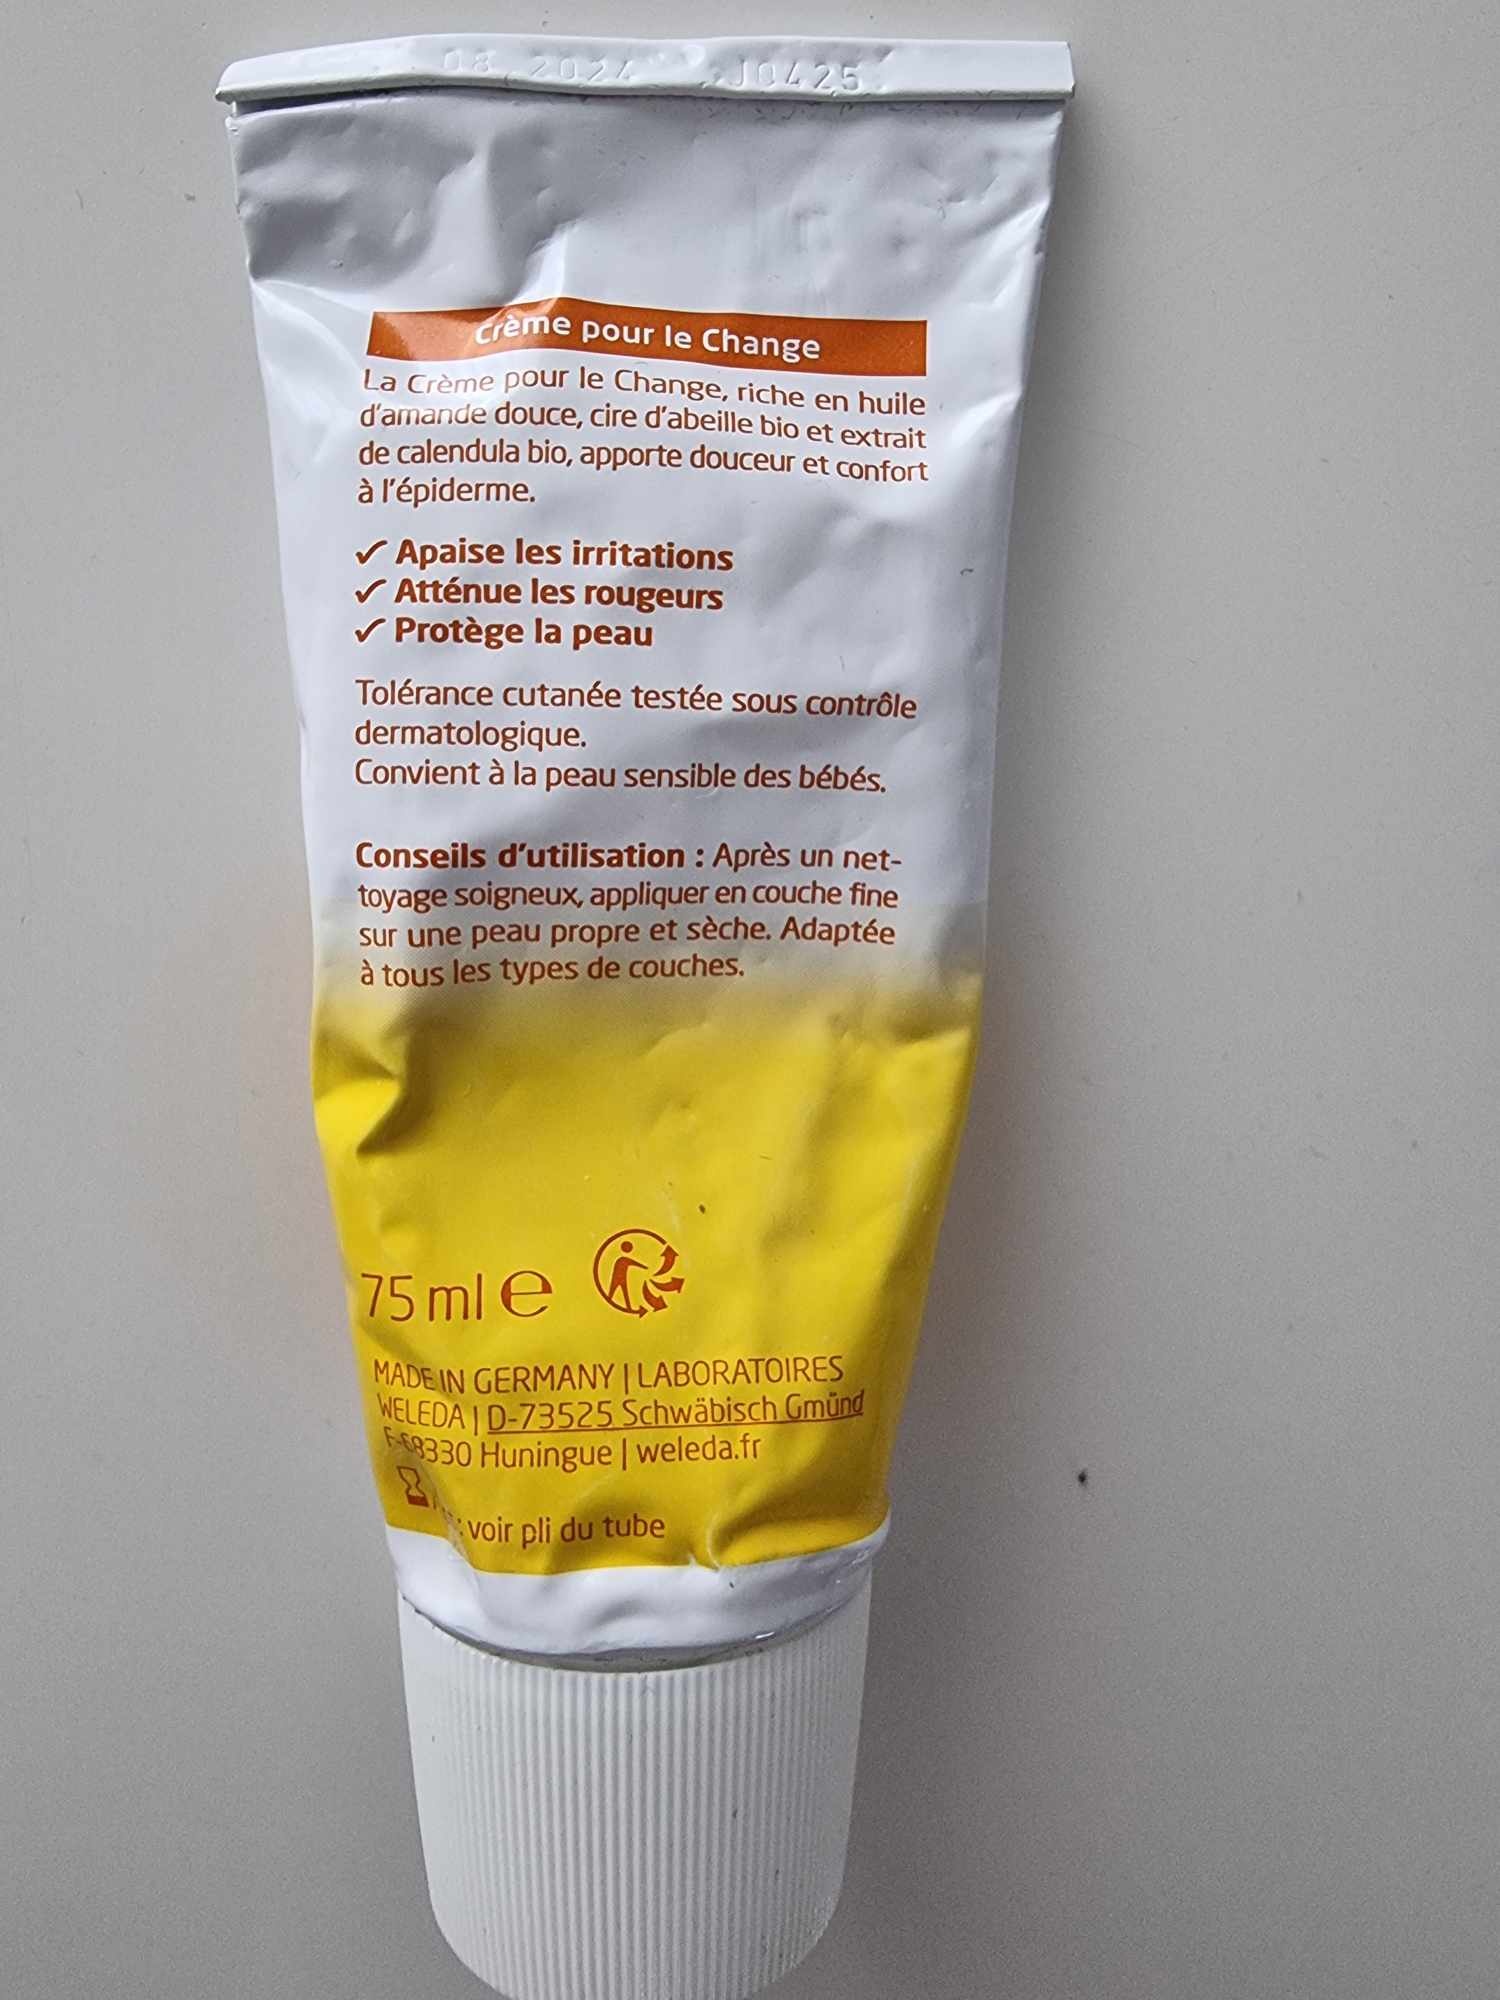 08 2024 J0425
Crème pour le Change
La Crème pour le Change, riche en huile
d'amande douce, cire d'abeille bio et extrait
de calendula bio, apporte douceur et confort
à l'épiderme.
✓ Apaise les irritations
✓ Atténue les rougeurs
✓ Protège la peau
Tolérance cutanée testée sous contrôle
dermatologique.
Convient à la peau sensible des bébés.
Conseils d'utilisation : Après un net-
toyage soigneux, appliquer en couche fine
sur une peau propre et sèche. Adaptée
à tous les types de couches.
75 ml e
MADE IN GERMANY | LABORATOIRES
WELEDA | D-73525 Schwäbisch Gmünd
F-68330 Huningue | weleda.fr
: voir pli du tube